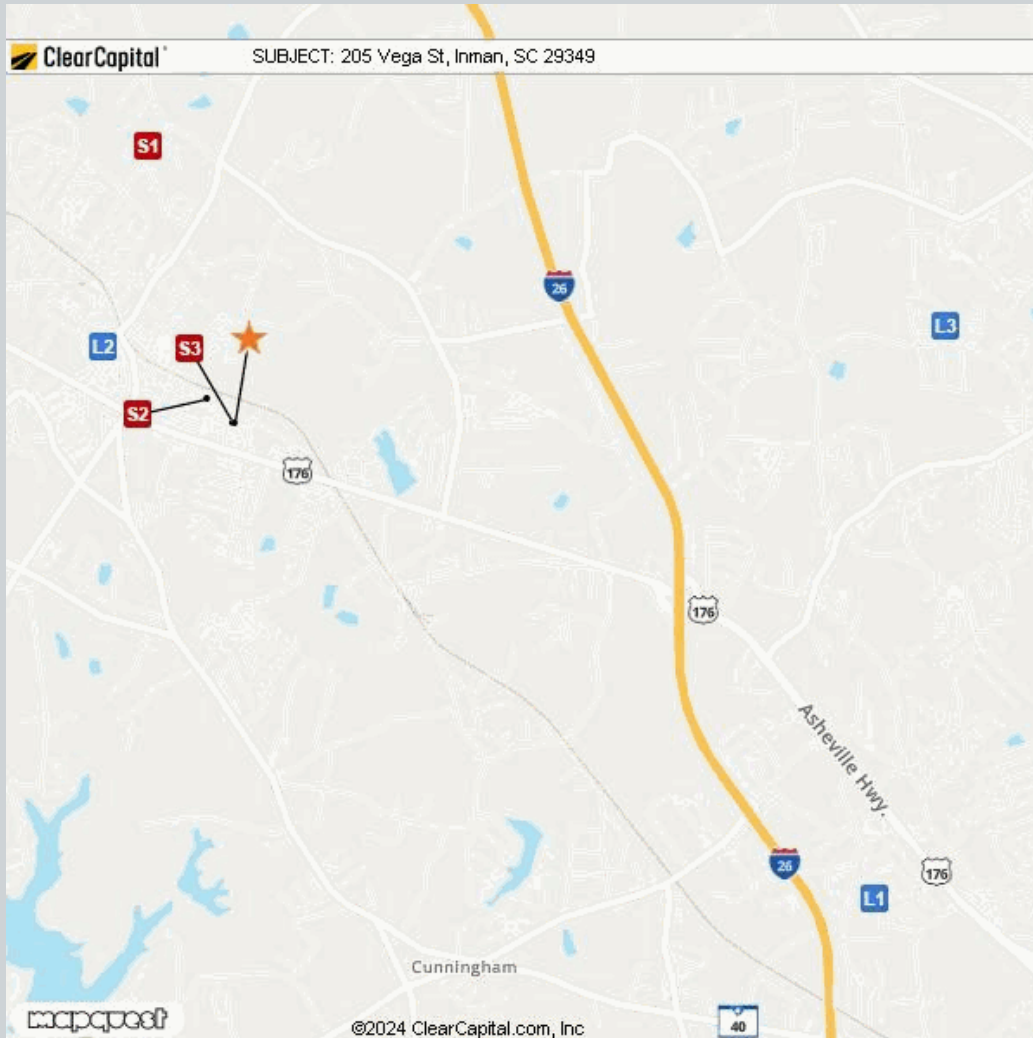 ClearCapital
SUBJECT: 205 Vega St, Inman, SC 29349
S1
26
L3
L2
S3
S2
176
176
Asheville Hwy.
26
176
L1
Cunningham
mapquest
©2024 ClearCapital.com, Inc
40